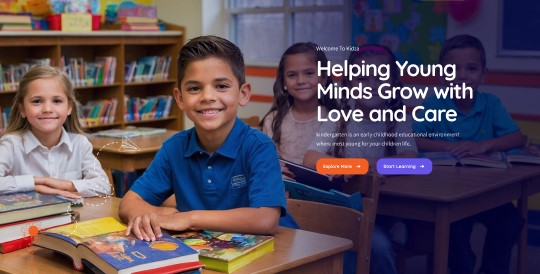 Welcome To Kidza
Helping Young
Minds Grow with
Love and Care
kindergarten is an early childhood educational environment
where most young for your children life.
Explore More →
Start Learning →